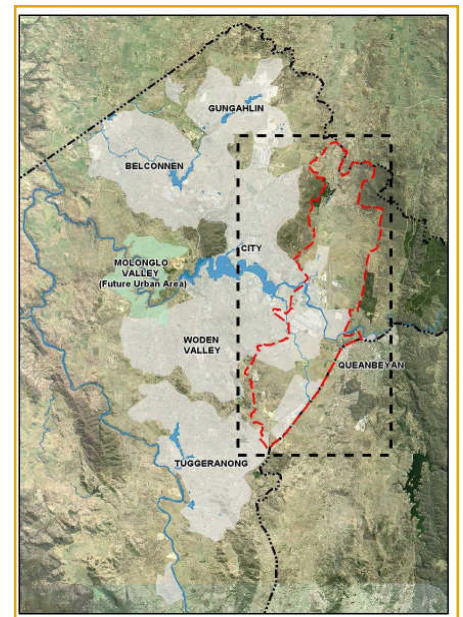 GUNGAHLIN
BELCONNEN
CITY
MOLONGLO
VALLEY
(Future Urban Area)
WODEN
VALLEY
QUEANBEYAN
TUGGERANONG